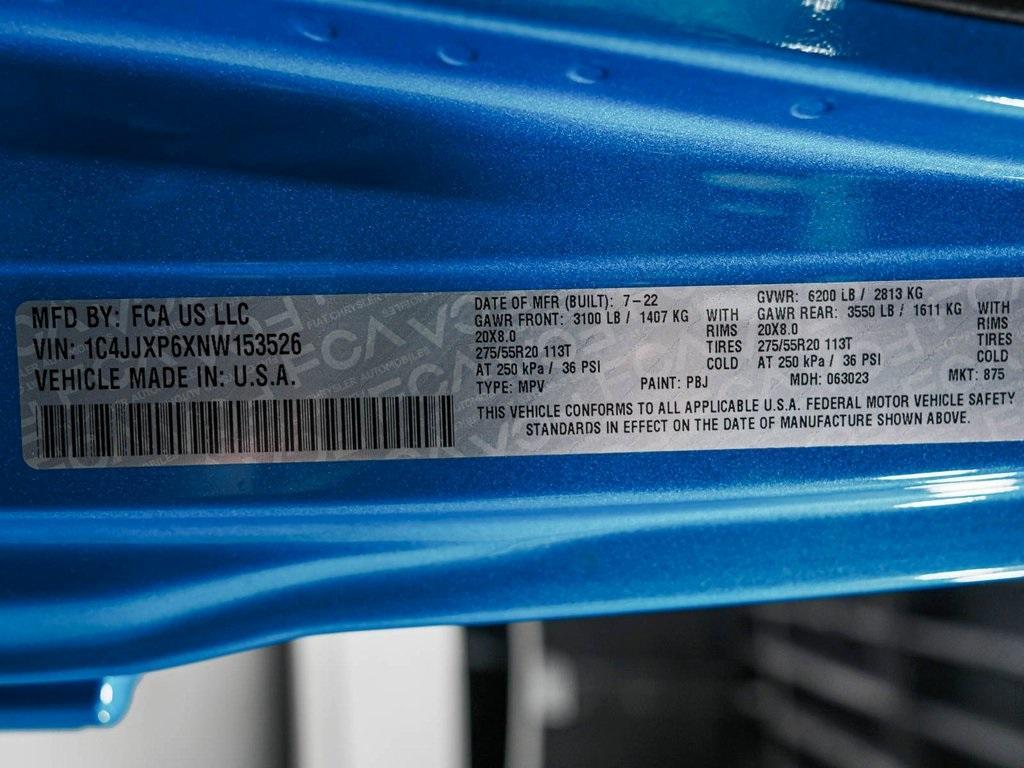 MFD BY: FCA US LLC
VIN: 1C4JJXP6XNW153526
VEHICLE MADE IN: U.S.A.
DATE OF MFR (BUILT): 7-22
GAWR FRONT: 3100 LB / 1407 KG WITH
20X8.0 RIMS
275/55R20 113T TIRES
AT 250 kPa / 36 PSI COLD
GVWR: 6200 LB / 2813 KG
GAWR REAR: 3550 LB / 1611 KG WITH
20X8.0 RIMS
275/55R20 113T TIRES
AT 250 kPa / 36 PSI COLD
TYPE: MPV PAINT: PBJ MDH: 063023 MKT: 875
THIS VEHICLE CONFORMS TO ALL APPLICABLE U.S.A. FEDERAL MOTOR VEHICLE SAFETY
STANDARDS IN EFFECT ON THE DATE OF MANUFACTURE SHOWN ABOVE.